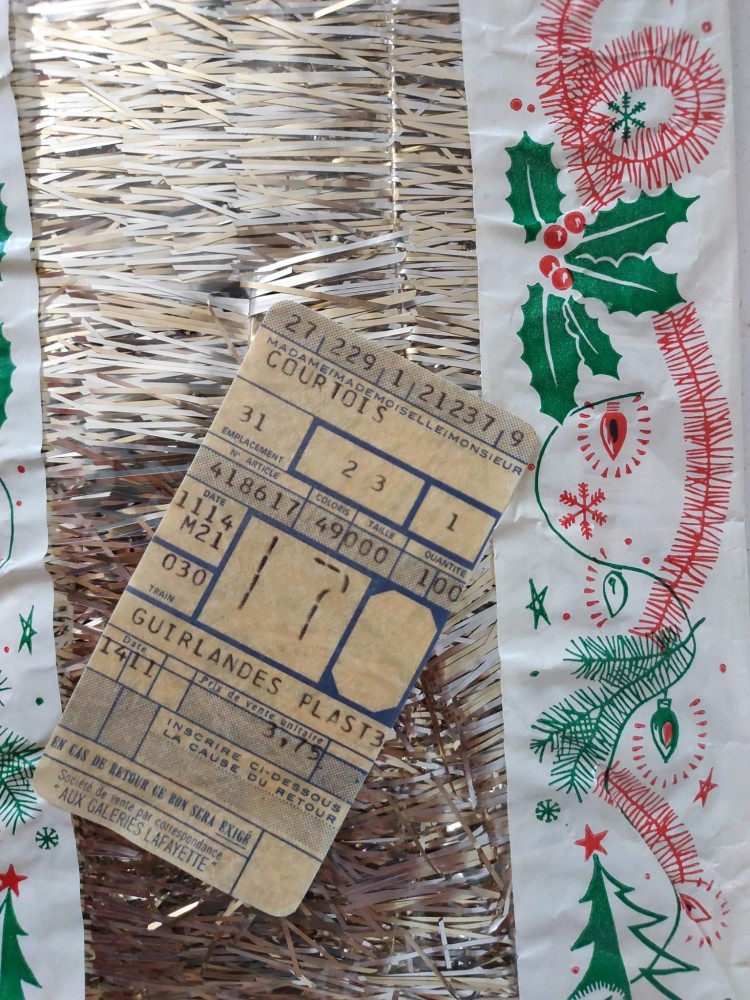 27 229 1 21237 9
MADAME/MADEMOISELLE/MONSIEUR
COURTOIS
31 23 1
EMPLACEMENT
N° ARTICLE COLORIS TAILLE QUANTITÉ
418617 49000 100
DATE
1114
M21
17
030
TRAIN
GUIRLANDES PLAST3
Date
1411
Prix de vente unitaire
3,75
INSCRIRE CI-DESSOUS
LA CAUSE DU RETOUR
EN CAS DE RETOUR CE BON SERA EXIGÉ
Société de vente par correspondance
"AUX GALERIES LAFAYETTE"